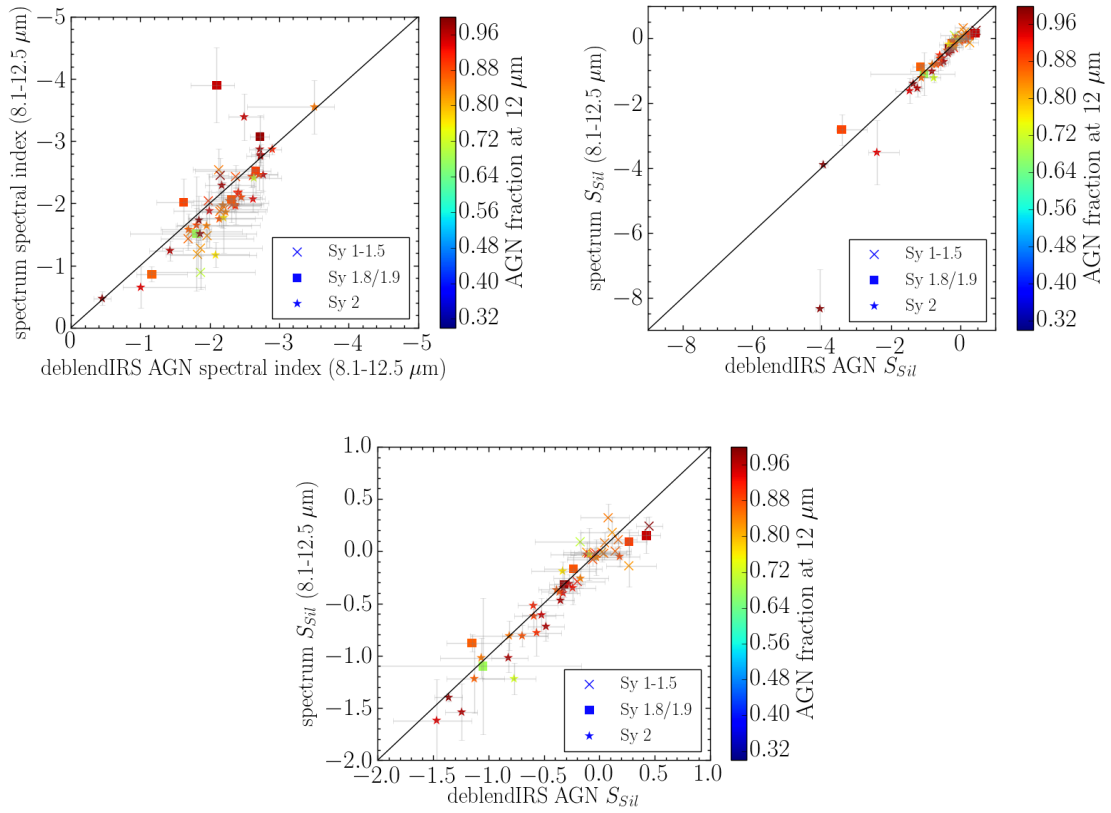 −5
−4
−3
−2
−1
0
0 −1 −2 −3 −4 −5
spectrum spectral index (8.1-12.5 μm)
deblendIRS AGN spectral index (8.1-12.5 μm)
Sy 1-1.5
Sy 1.8/1.9
Sy 2
0.96
0.88
0.80
0.72
0.64
0.56
0.48
0.40
0.32
AGN fraction at 12 μm
0
−2
−4
−6
−8
−8 −6 −4 −2 0
spectrum S_Sil (8.1-12.5 μm)
deblendIRS AGN S_Sil
Sy 1-1.5
Sy 1.8/1.9
Sy 2
0.96
0.88
0.80
0.72
0.64
0.56
0.48
0.40
0.32
AGN fraction at 12 μm
1.0
0.5
0.0
−0.5
−1.0
−1.5
−2.0
−2.0 −1.5 −1.0 −0.5 0.0 0.5 1.0
spectrum S_Sil (8.1-12.5 μm)
deblendIRS AGN S_Sil
Sy 1-1.5
Sy 1.8/1.9
Sy 2
0.96
0.88
0.80
0.72
0.64
0.56
0.48
0.40
0.32
AGN fraction at 12 μm